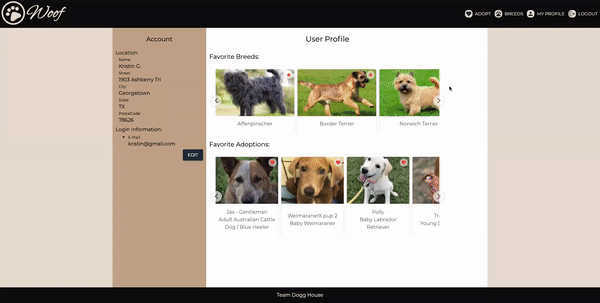 Woof
ADOPT
BREEDS
MY PROFILE
LOGOUT
Account
Location:
Name:
Kristin G.
Street:
1903 Ashberry Trl
City:
Georgetown
State:
TX
PostalCode:
78626
Login Information:
E-Mail:
kristin@gmail.com
EDIT
User Profile
Favorite Breeds:
Affenpinscher
Border Terrier
Norwich Terrier
Favorite Adoptions:
Jax - Gentleman
Adult Australian Cattle
Dog / Blue Heeler
WeimaranerX pup 2
Baby Weimaraner
Polly
Baby Labrador
Retriever
Tr
Young D
Team Dogg House